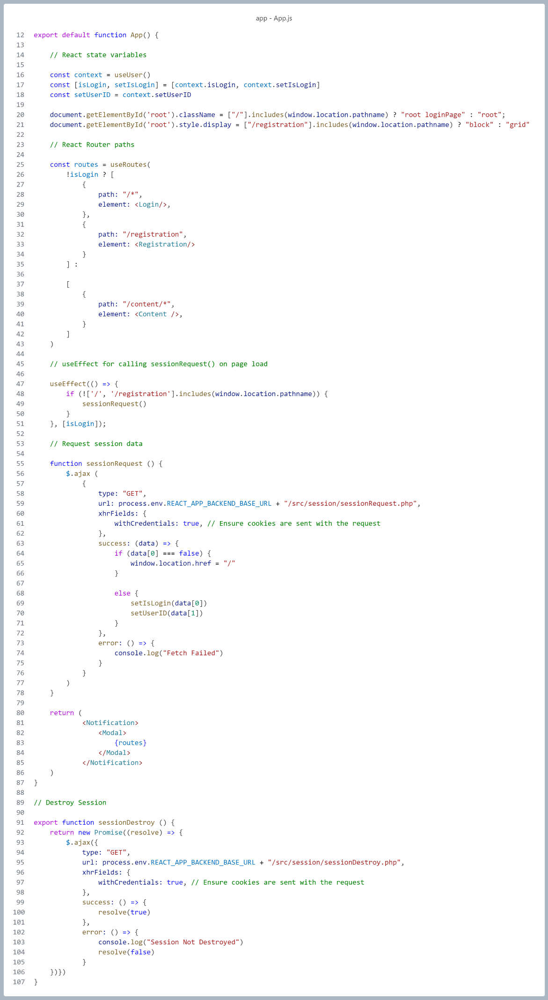 app - App.js
12 export default function App() {
13
14     // React state variables
15
16     const context = useUser()
17     const [isLogin, setIsLogin] = [context.isLogin, context.setIsLogin]
18     const setUserID = context.setUserID
19
20     document.getElementById('root').className = ["/"].includes(window.location.pathname) ? "root loginPage" : "root";
21     document.getElementById('root').style.display = ["/registration"].includes(window.location.pathname) ? "block" : "grid"
22
23     // React Router paths
24
25     const routes = useRoutes(
26         !isLogin ? [
27             {
28                 path: "/*",
29                 element: <Login/>,
30             },
31             {
32                 path: "/registration",
33                 element: <Registration/>
34             }
35         ] :
36
37         [
38             {
39                 path: "/content/*",
40                 element: <Content />,
41             }
42         ]
43     )
44
45     // useEffect for calling sessionRequest() on page load
46
47     useEffect(() => {
48         if (!['/', '/registration'].includes(window.location.pathname)) {
49             sessionRequest()
50         }
51     }, [isLogin]);
52
53     // Request session data
54
55     function sessionRequest () {
56         $.ajax (
57             {
58                 type: "GET",
59                 url: process.env.REACT_APP_BACKEND_BASE_URL + "/src/session/sessionRequest.php",
60                 xhrFields: {
61                     withCredentials: true, // Ensure cookies are sent with the request
62                 },
63                 success: (data) => {
64                     if (data[0] === false) {
65                         window.location.href = "/"
66                     }
67
68                     else {
69                         setIsLogin(data[0])
70                         setUserID(data[1])
71                     }
72                 },
73                 error: () => {
74                     console.log("Fetch Failed")
75                 }
76             }
77         )
78     }
79
80     return (
81             <Notification>
82                 <Modal>
83                     {routes}
84                 </Modal>
85             </Notification>
86     )
87 }
88
89 // Destroy Session
90
91 export function sessionDestroy () {
92     return new Promise((resolve) => {
93         $.ajax({
94             type: "GET",
95             url: process.env.REACT_APP_BACKEND_BASE_URL + "/src/session/sessionDestroy.php",
96             xhrFields: {
97                 withCredentials: true, // Ensure cookies are sent with the request
98             },
99             success: () => {
100                 resolve(true)
101             },
102             error: () => {
103                 console.log("Session Not Destroyed")
104                 resolve(false)
105             }
106     })})
107 }